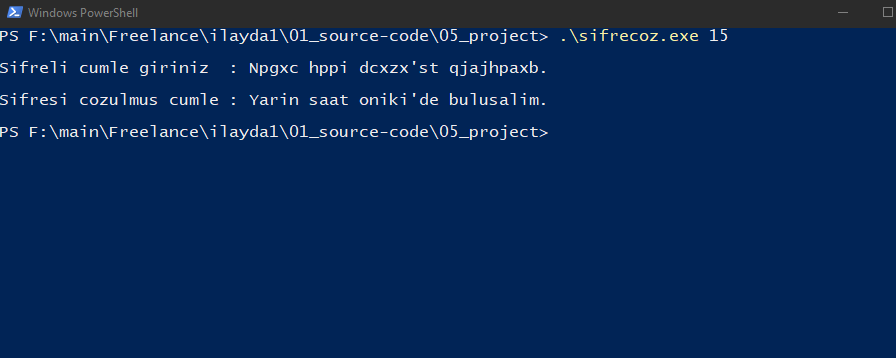 Windows PowerShell
PS F:\main\Freelance\ilayda1\01_source-code\05_project> .\sifrecoz.exe 15
Sifreli cumle giriniz  : Npgxc hppi dcxzx'st qjajhpaxb.
Sifresi cozulmus cumle : Yarin saat oniki'de bulusalim.
PS F:\main\Freelance\ilayda1\01_source-code\05_project>